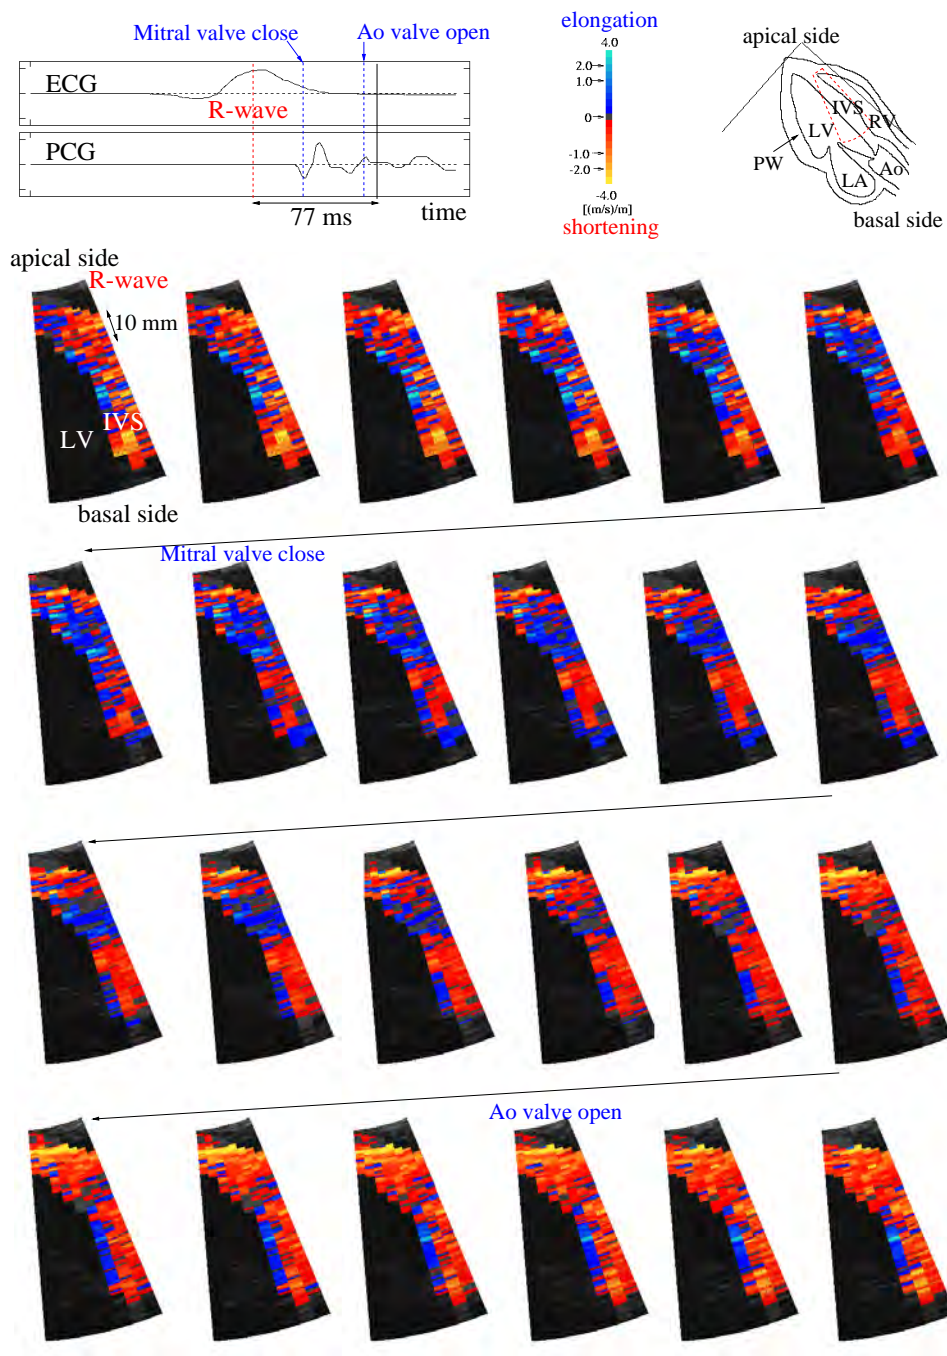 elongation
Mitral valve close
Ao valve open
4.0
apical side
ECG
R-wave
2.0
1.0
0
-1.0
-2.0
-4.0
[(m/s)/m]
shortening
IVS
RV
LV
PW
Ao
LA
basal side
PCG
77 ms
time
apical side
R-wave
10 mm
IVS
LV
basal side
Mitral valve close
Ao valve open